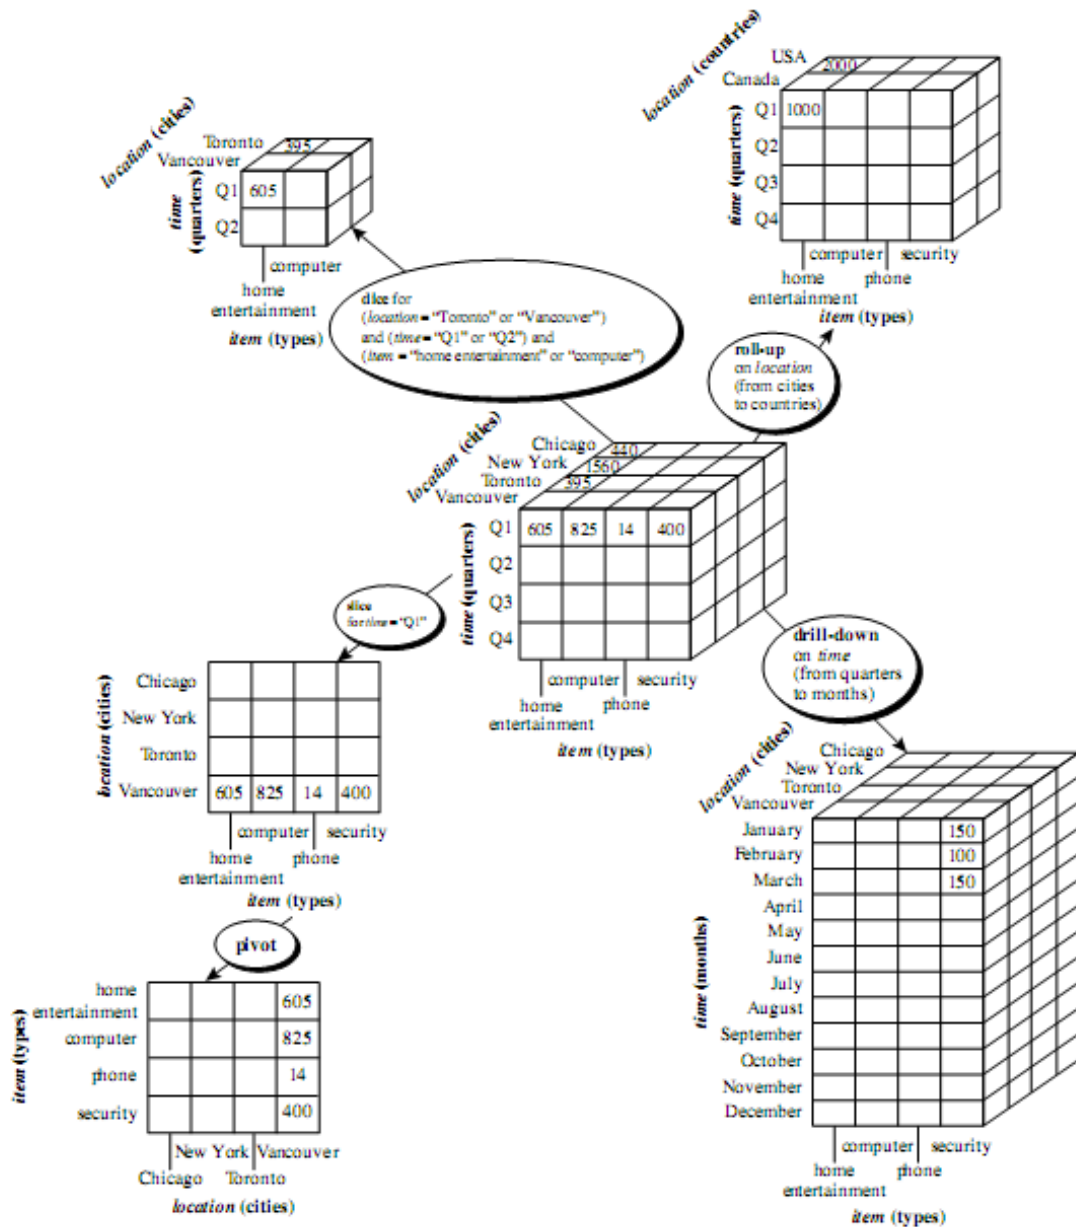 location (countries)
USA
2000
Canada
time (quarters)
Q1 1000
Q2
Q3
Q4
computer security
home phone
entertainment
item (types)
location (cities)
Toronto 395
Vancouver
time (quarters)
Q1 605
Q2
computer
home
entertainment
item (types)
dice for
(location = “Toronto” or “Vancouver”)
and (time = “Q1” or “Q2”) and
(item = “home entertainment” or “computer”)
roll-up
on location
(from cities
to countries)
location (cities)
Chicago 440
New York 1560
Toronto 395
Vancouver
time (quarters)
Q1 605 825 14 400
Q2
Q3
Q4
computer security
home phone
entertainment
item (types)
slice
for time = “Q1”
location (cities)
Chicago
New York
Toronto
Vancouver 605 825 14 400
computer security
home phone
entertainment
item (types)
drill-down
on time
(from quarters
to months)
location (cities)
Chicago
New York
Toronto
Vancouver
time (months)
January 150
February 100
March 150
April
May
June
July
August
September
October
November
December
computer security
home phone
entertainment
item (types)
pivot
item (types)
home
entertainment 605
computer 825
phone 14
security 400
New York Vancouver
Chicago Toronto
location (cities)